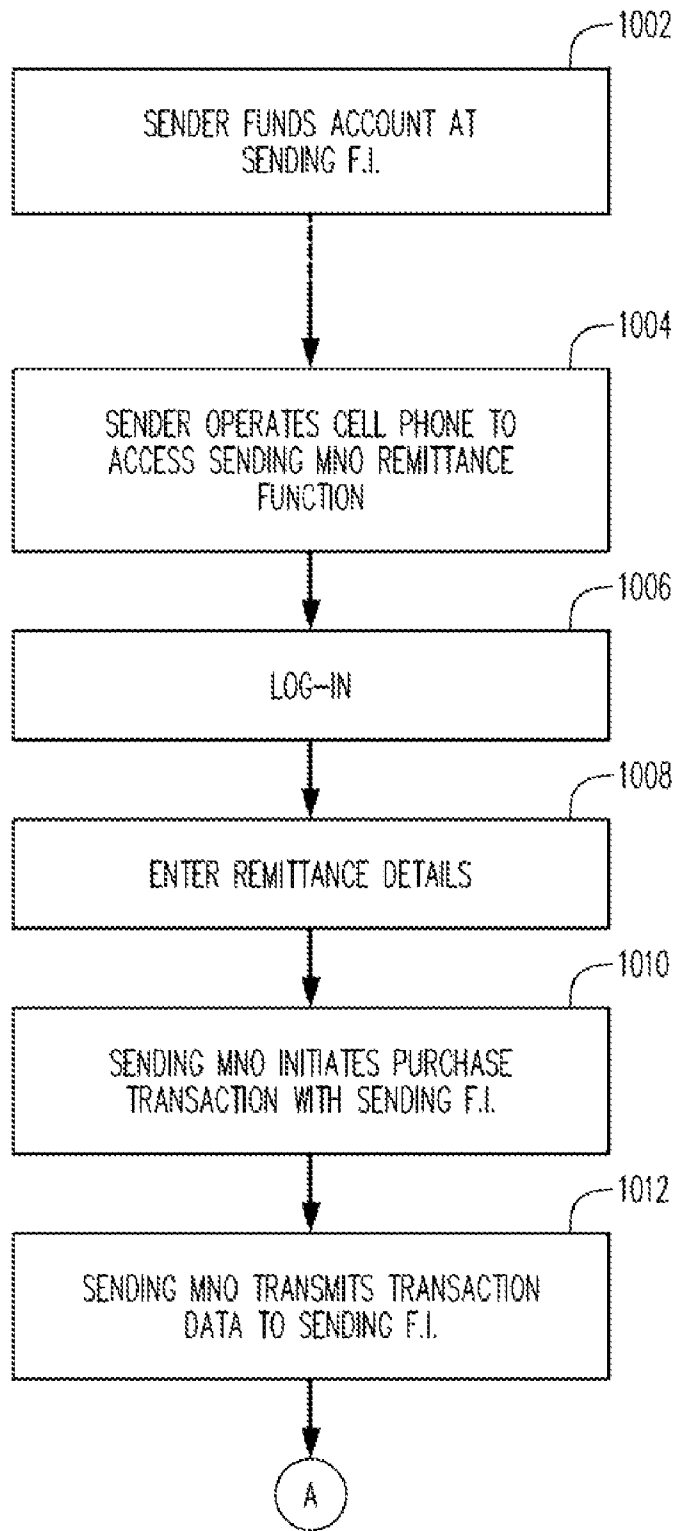 1002
SENDER FUNDS ACCOUNT AT
SENDING F.I.
1004
SENDER OPERATES CELL PHONE TO
ACCESS SENDING MNO REMITTANCE
FUNCTION
1006
LOG-IN
1008
ENTER REMITTANCE DETAILS
1010
SENDING MNO INITIATES PURCHASE
TRANSACTION WITH SENDING F.I.
1012
SENDING MNO TRANSMITS TRANSACTION
DATA TO SENDING F.I.
A